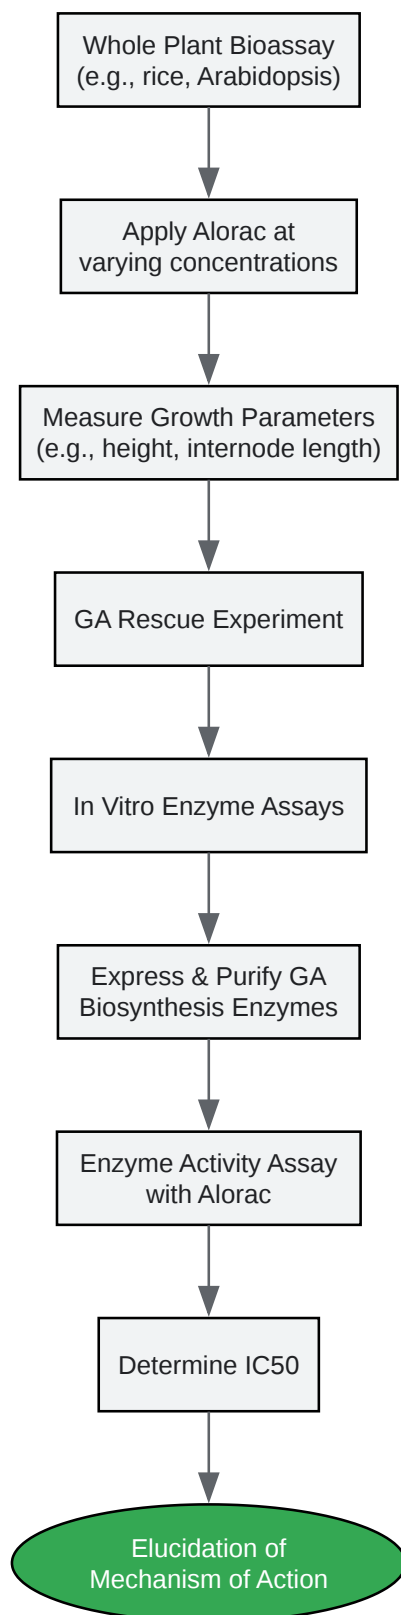 Whole Plant Bioassay
(e.g., rice, Arabidopsis)
Apply Alorac at
varying concentrations
Measure Growth Parameters
(e.g., height, internode length)
GA Rescue Experiment
In Vitro Enzyme Assays
Express & Purify GA
Biosynthesis Enzymes
Enzyme Activity Assay
with Alorac
Determine IC50
Elucidation of
Mechanism of Action